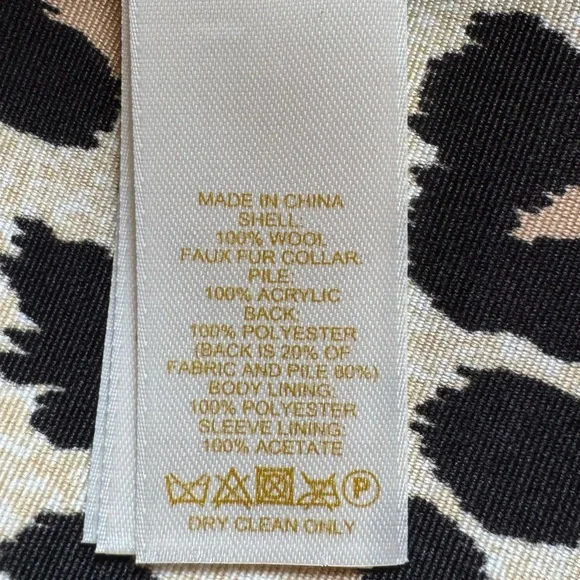 MADE IN CHINA
SHELL:
100% WOOL
FAUX FUR COLLAR:
PILE:
100% ACRYLIC
BACK:
100% POLYESTER
(BACK IS 20% OF
FABRIC AND PILE 80%)
BODY LINING:
100% POLYESTER
SLEEVE LINING:
100% ACETATE
P
DRY CLEAN ONLY